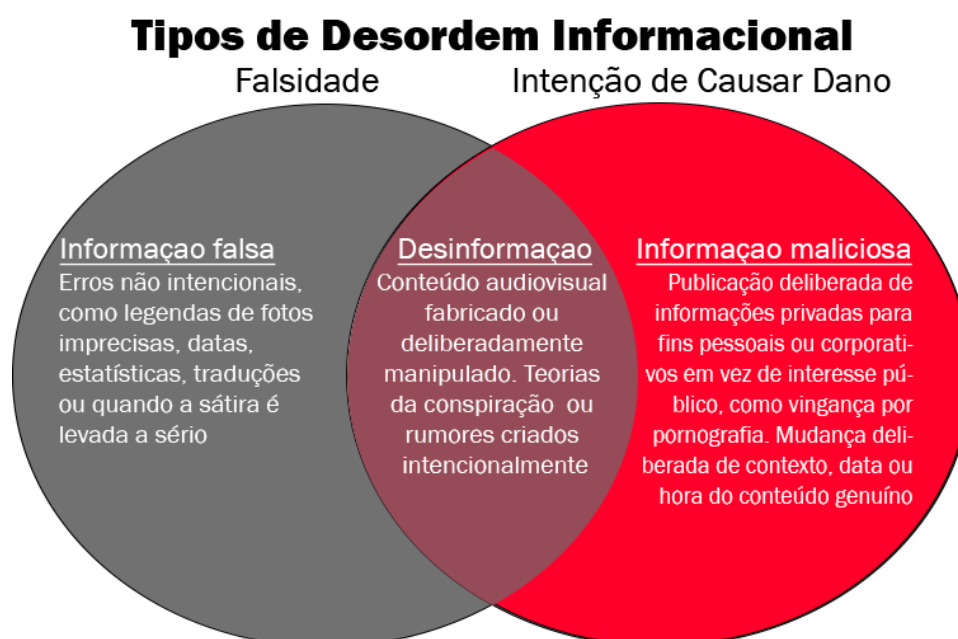 Tipos de Desordem Informacional
Falsidade
Intenção de Causar Dano
Informaçao falsa
Erros não intencionais,
como legendas de fotos
imprecisas, datas,
estatísticas, traduções
ou quando a sátira é
levada a sério
Desinformaçao
Conteúdo audiovisual
fabricado ou
deliberadamente
manipulado. Teorias
da conspiração ou
rumores criados
intencionalmente
Informaçao maliciosa
Publicação deliberada de
informações privadas para
fins pessoais ou corporati-
vos em vez de interesse pú-
blico, como vingança por
pornografia. Mudança deli-
berada de contexto, data ou
hora do conteúdo genuíno